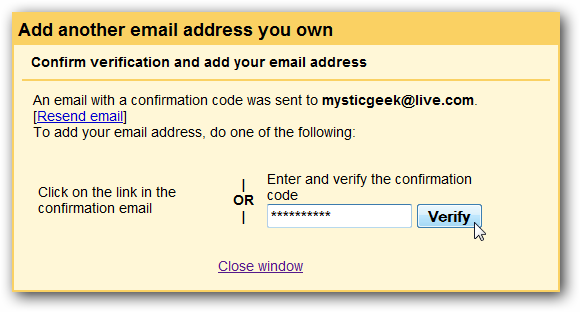 Add another email address you own
Confirm verification and add your email address
An email with a confirmation code was sent to mysticgeek@live.com.
[Resend email]
To add your email address, do one of the following:
Click on the link in the
confirmation email
|
OR
|
Enter and verify the confirmation
code
**********
Verify
Close window